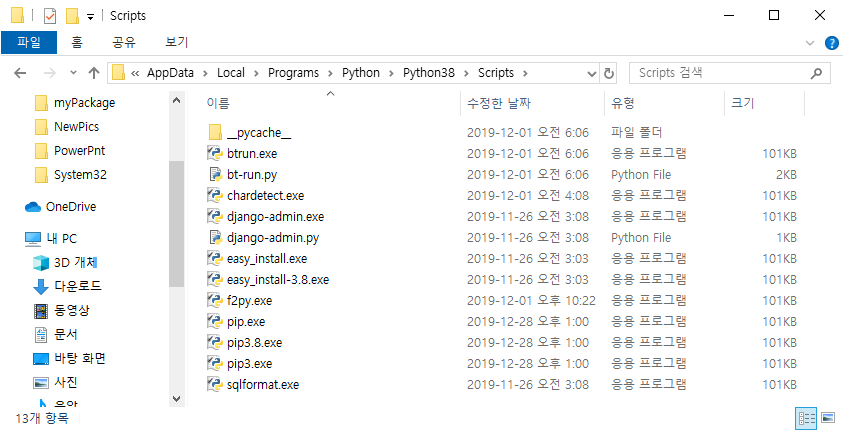 Scripts
파일 홈 공유 보기
« AppData > Local > Programs > Python > Python38 > Scripts > Scripts 검색
myPackage
NewPics
PowerPnt
System32
OneDrive
내 PC
3D 개체
다운로드
동영상
문서
바탕 화면
사진
음악
이름 수정한 날짜 유형 크기
__pycache__ 2019-12-01 오전 6:06 파일 폴더
btrun.exe 2019-12-01 오전 6:06 응용 프로그램 101KB
bt-run.py 2019-12-01 오전 6:06 Python File 2KB
chardetect.exe 2019-12-01 오전 4:08 응용 프로그램 101KB
django-admin.exe 2019-11-26 오전 3:08 응용 프로그램 101KB
django-admin.py 2019-11-26 오전 3:08 Python File 1KB
easy_install.exe 2019-11-26 오전 3:03 응용 프로그램 101KB
easy_install-3.8.exe 2019-11-26 오전 3:03 응용 프로그램 101KB
f2py.exe 2019-12-01 오후 10:22 응용 프로그램 101KB
pip.exe 2019-12-28 오후 1:00 응용 프로그램 101KB
pip3.8.exe 2019-12-28 오후 1:00 응용 프로그램 101KB
pip3.exe 2019-12-28 오후 1:00 응용 프로그램 101KB
sqlformat.exe 2019-11-26 오전 3:08 응용 프로그램 101KB
13개 항목